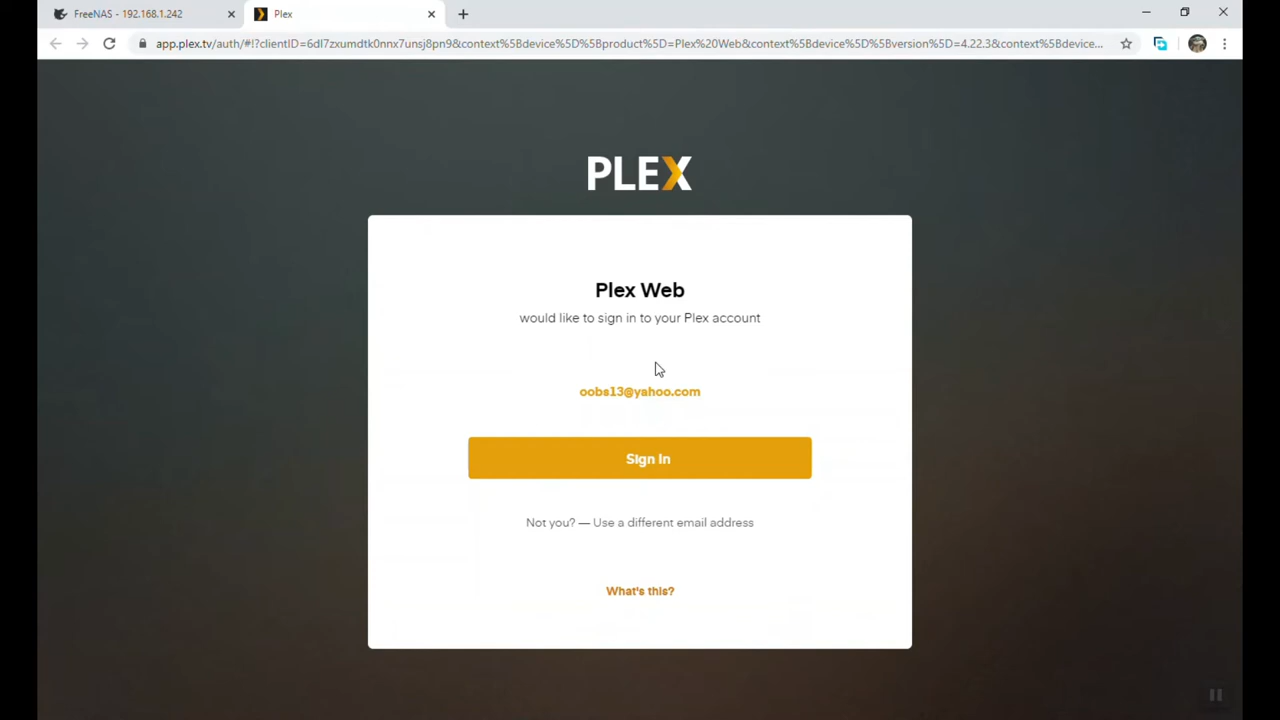 FreeNAS - 192.168.1.242
Plex
app.plex.tv/auth/#!?clientID=6dl7zxumdtk0nnx7unsj8pn9&context%5Bdevice%5D%5Bproduct%5D=Plex%20Web&context%5Bdevice%5D%5Bversion%5D=4.22.3&context%5Bdevice...
PLEX
Plex Web
would like to sign in to your Plex account
oobs13@yahoo.com
Sign In
Not you? — Use a different email address
What's this?